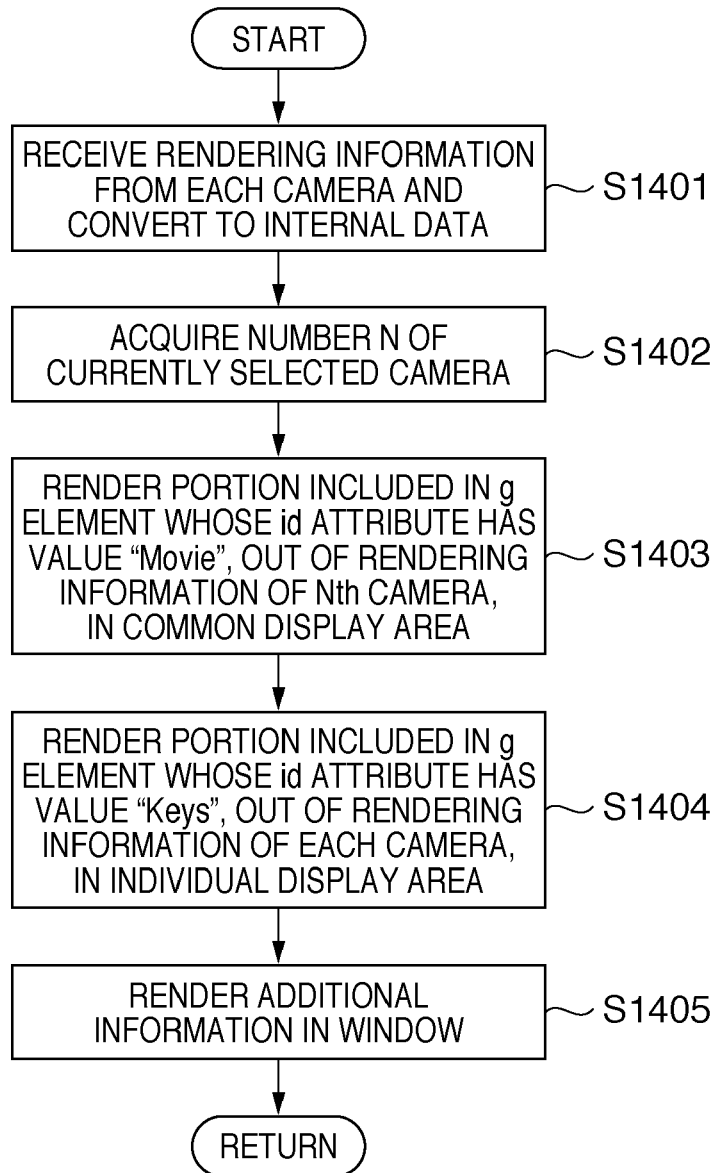 START
RECEIVE RENDERING INFORMATION
FROM EACH CAMERA AND
CONVERT TO INTERNAL DATA
S1401
ACQUIRE NUMBER N OF
CURRENTLY SELECTED CAMERA
S1402
RENDER PORTION INCLUDED IN g
ELEMENT WHOSE id ATTRIBUTE HAS
VALUE “Movie”, OUT OF RENDERING
INFORMATION OF Nth CAMERA,
IN COMMON DISPLAY AREA
S1403
RENDER PORTION INCLUDED IN g
ELEMENT WHOSE id ATTRIBUTE HAS
VALUE “Keys”, OUT OF RENDERING
INFORMATION OF EACH CAMERA,
IN INDIVIDUAL DISPLAY AREA
S1404
RENDER ADDITIONAL
INFORMATION IN WINDOW
S1405
RETURN